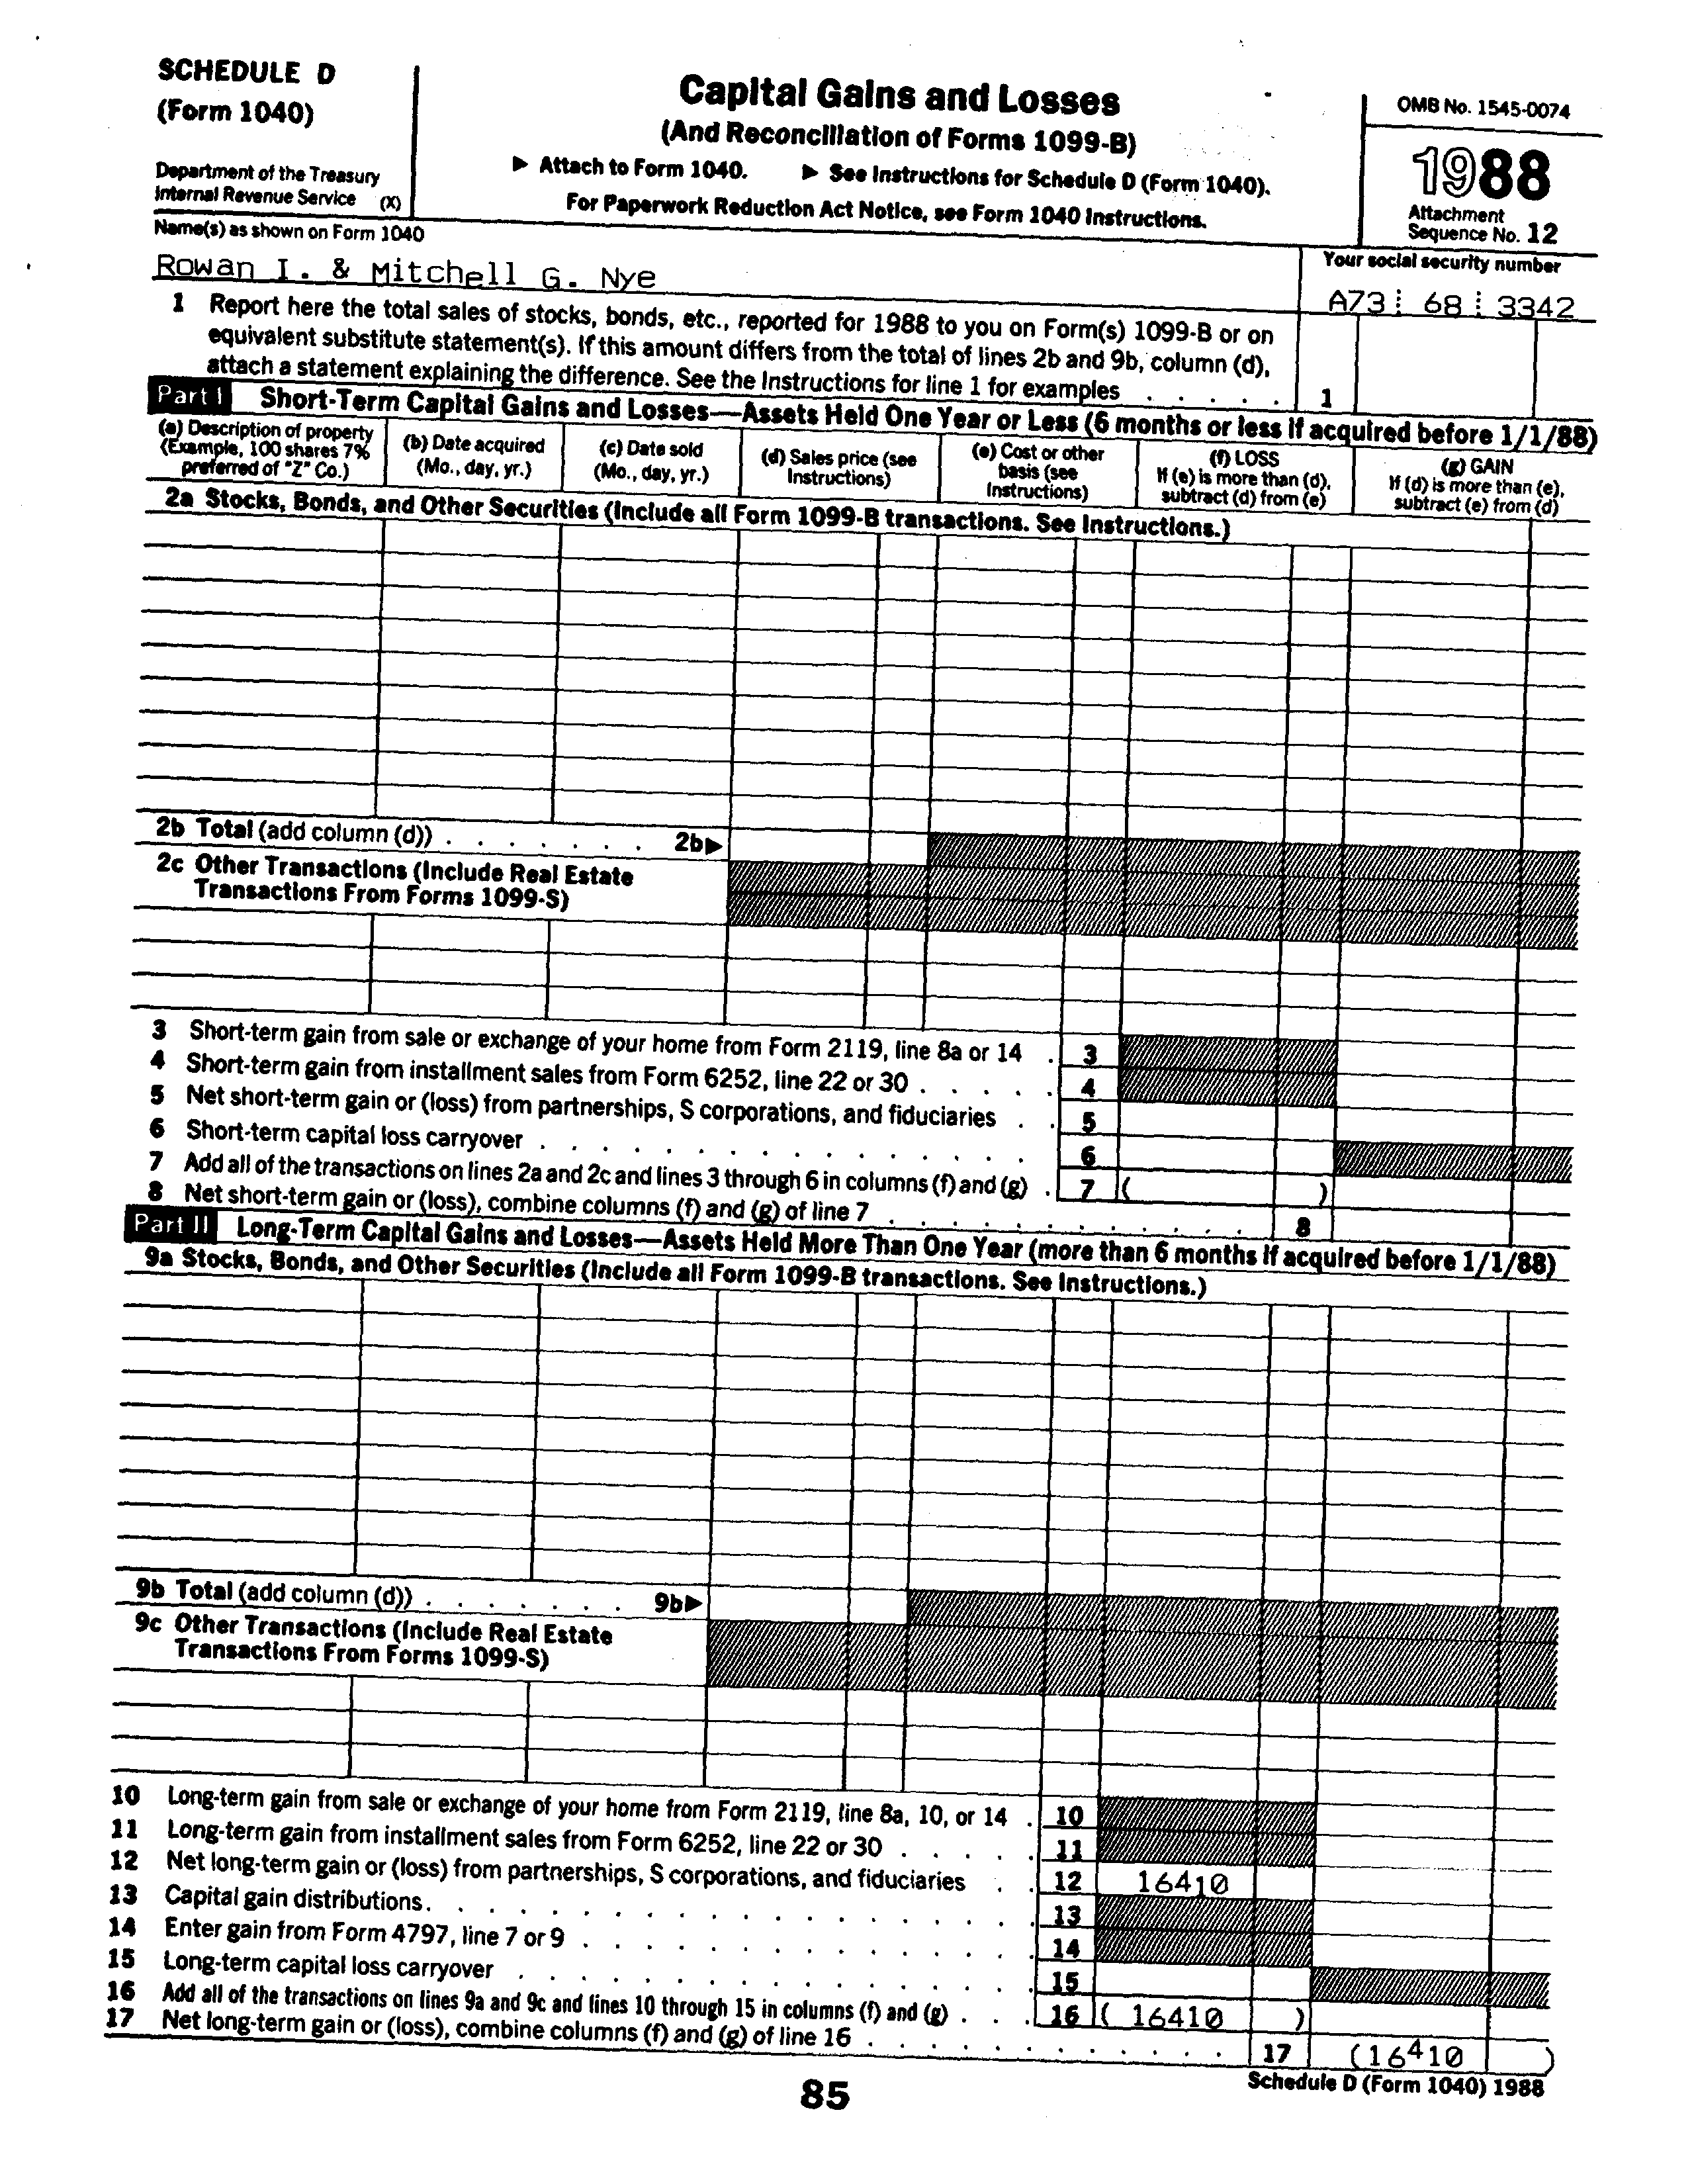 SCHEDULE D
(Form 1040)
Department of the Treasury
Internal Revenue Service (X)
Capital Gains and Losses
(And Reconciliation of Forms 1099-B)
▶ Attach to Form 1040. ▶ See Instructions for Schedule D (Form 1040).
For Paperwork Reduction Act Notice, see Form 1040 Instructions.
OMB No. 1545-0074
1988
Attachment
Sequence No. 12
Name(s) as shown on Form 1040
Rowan I. & Mitchell G. Nye
Your social security number
A73 68 3342
1 Report here the total sales of stocks, bonds, etc., reported for 1988 to you on Form(s) 1099-B or on
equivalent substitute statement(s). If this amount differs from the total of lines 2b and 9b, column (d),
attach a statement explaining the difference. See the Instructions for line 1 for examples . . . . . 1
Part I Short-Term Capital Gains and Losses—Assets Held One Year or Less (6 months or less if acquired before 1/1/88)
(a) Description of property
(Example, 100 shares 7%
preferred of "Z" Co.)
(b) Date acquired
(Mo., day, yr.)
(c) Date sold
(Mo., day, yr.)
(d) Sales price (see
Instructions)
(e) Cost or other
basis (see
Instructions)
(f) LOSS
If (e) is more than (d),
subtract (d) from (e)
(g) GAIN
If (d) is more than (e),
subtract (e) from (d)
2a Stocks, Bonds, and Other Securities (Include all Form 1099-B transactions. See Instructions.)
2b Total (add column (d)) . . . . . . . 2b▶
2c Other Transactions (Include Real Estate
Transactions From Forms 1099-S)
3 Short-term gain from sale or exchange of your home from Form 2119, line 8a or 14 . 3
4 Short-term gain from installment sales from Form 6252, line 22 or 30 . . . . . 4
5 Net short-term gain or (loss) from partnerships, S corporations, and fiduciaries . . 5
6 Short-term capital loss carryover . . . . . . . . . . . . . . . . 6
7 Add all of the transactions on lines 2a and 2c and lines 3 through 6 in columns (f) and (g) . 7 ( )
8 Net short-term gain or (loss), combine columns (f) and (g) of line 7 . . . . . . . . . . . . 8
Part II Long-Term Capital Gains and Losses—Assets Held More Than One Year (more than 6 months if acquired before 1/1/88)
9a Stocks, Bonds, and Other Securities (Include all Form 1099-B transactions. See Instructions.)
9b Total (add column (d)) . . . . . . . 9b▶
9c Other Transactions (Include Real Estate
Transactions From Forms 1099-S)
10 Long-term gain from sale or exchange of your home from Form 2119, line 8a, 10, or 14 . 10
11 Long-term gain from installment sales from Form 6252, line 22 or 30 . . . . . 11
12 Net long-term gain or (loss) from partnerships, S corporations, and fiduciaries . . 12 16410
13 Capital gain distributions. . . . . . . . . . . . . . . . . . . . 13
14 Enter gain from Form 4797, line 7 or 9 . . . . . . . . . . . . . . . 14
15 Long-term capital loss carryover . . . . . . . . . . . . . . . . . 15
16 Add all of the transactions on lines 9a and 9c and lines 10 through 15 in columns (f) and (g) . . . 16 ( 16410 )
17 Net long-term gain or (loss), combine columns (f) and (g) of line 16 . . . . . . . . . . . . 17 (16410 )
Schedule D (Form 1040) 1988
85